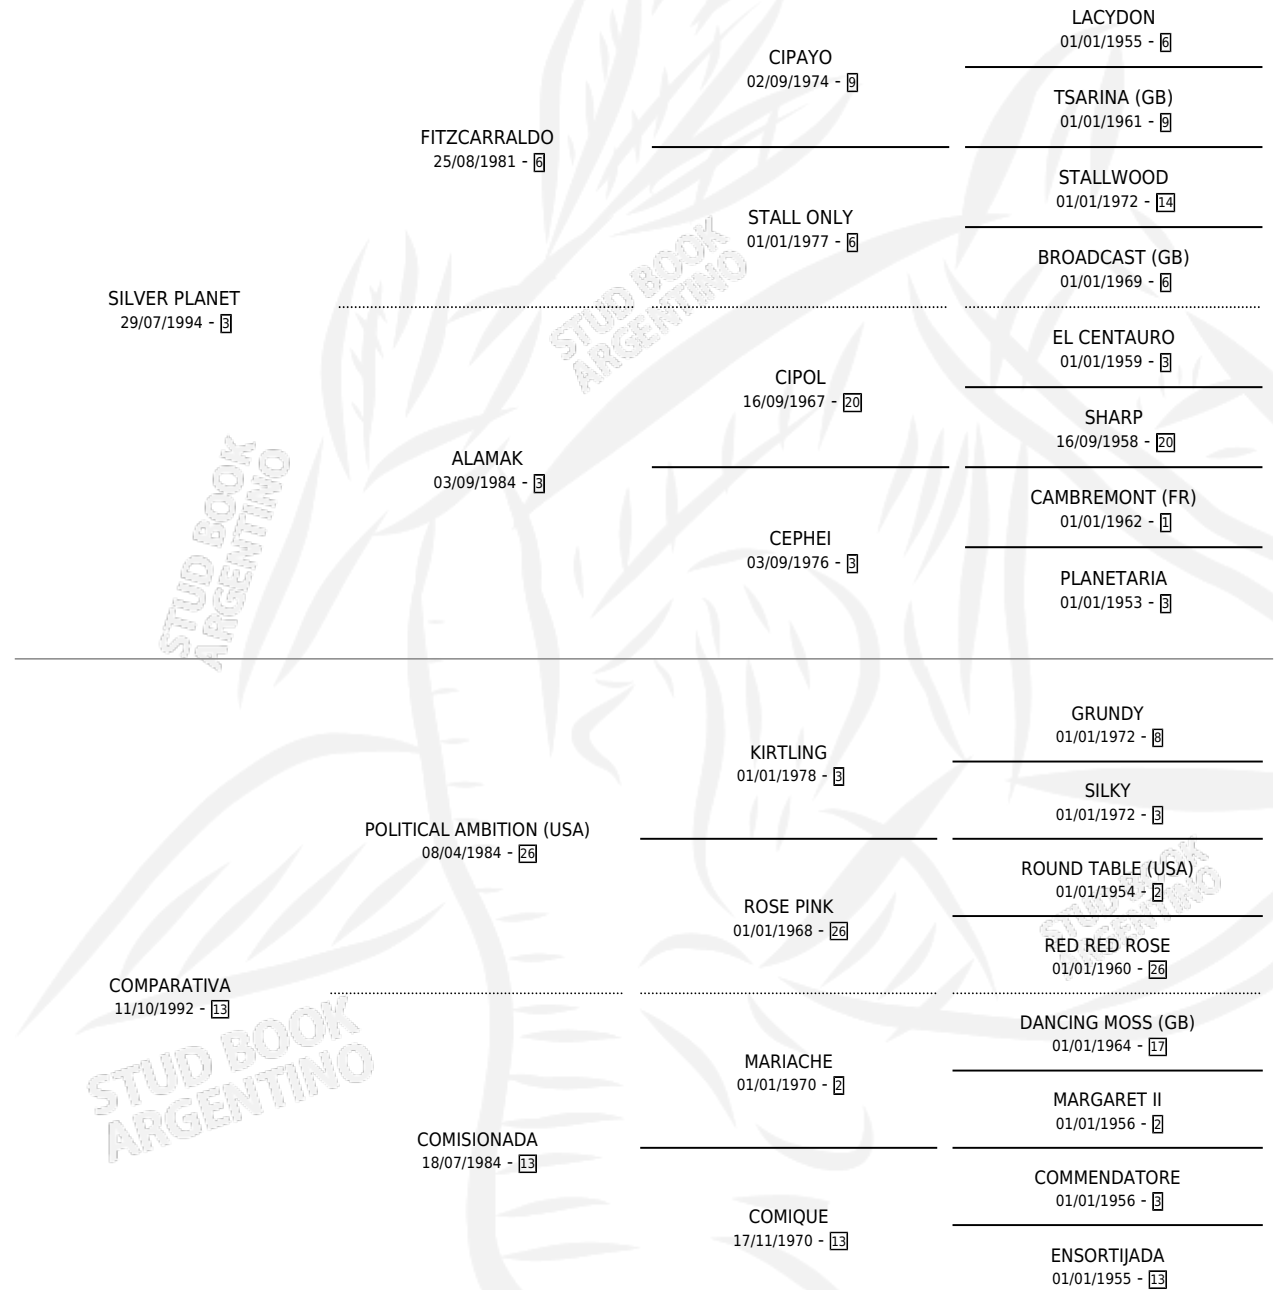 LACYDON
01/01/1955 - 6
CIPAYO
02/09/1974 - 9
TSARINA (GB)
01/01/1961 - 9
FITZCARRALDO
25/08/1981 - 6
STALLWOOD
01/01/1972 - 14
STALL ONLY
01/01/1977 - 6
BROADCAST (GB)
01/01/1969 - 6
SILVER PLANET
29/07/1994 - 3
EL CENTAURO
01/01/1959 - 3
CIPOL
16/09/1967 - 20
SHARP
16/09/1958 - 20
ALAMAK
03/09/1984 - 3
CAMBREMONT (FR)
01/01/1962 - 1
CEPHEI
03/09/1976 - 3
PLANETARIA
01/01/1953 - 3
GRUNDY
01/01/1972 - 8
KIRTLING
01/01/1978 - 3
SILKY
01/01/1972 - 3
POLITICAL AMBITION (USA)
08/04/1984 - 26
ROUND TABLE (USA)
01/01/1954 - 2
ROSE PINK
01/01/1968 - 26
RED RED ROSE
01/01/1960 - 26
COMPARATIVA
11/10/1992 - 13
DANCING MOSS (GB)
01/01/1964 - 17
MARIACHE
01/01/1970 - 2
MARGARET II
01/01/1956 - 2
COMISIONADA
18/07/1984 - 13
COMMENDATORE
01/01/1956 - 3
COMIQUE
17/11/1970 - 13
ENSORTIJADA
01/01/1955 - 13
STUD BOOK
ARGENTINO
STUD BOOK
ARGENTINO
STUD BOOK
ARGENTINO
STUD BOOK
ARGENTINO